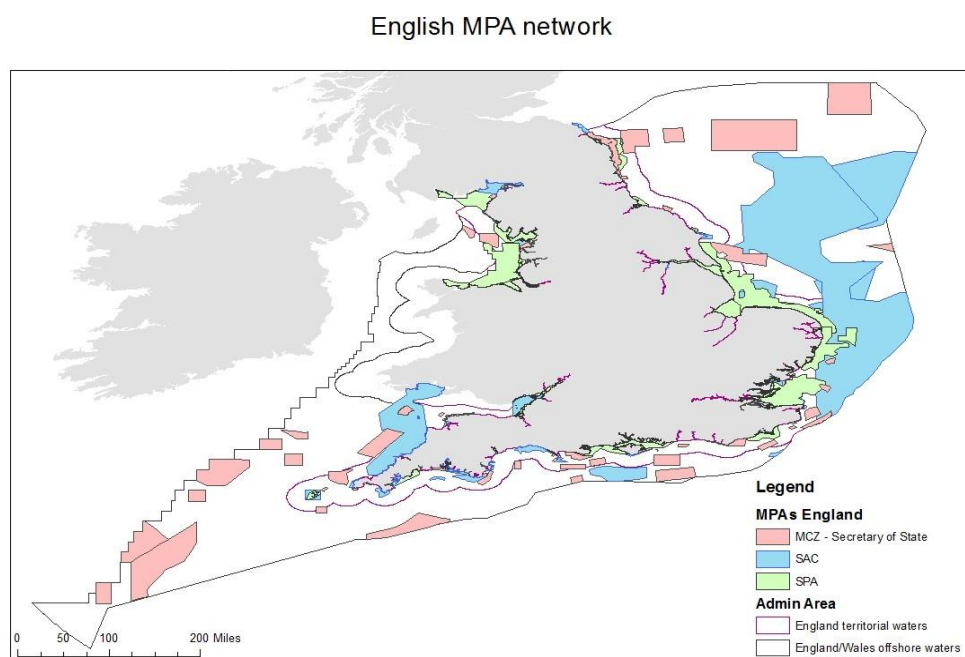 English MPA network
Legend
MPAs England
MCZ - Secretary of State
SAC
SPA
Admin Area
England territorial waters
England/Wales offshore waters
0 50 100 200 Miles